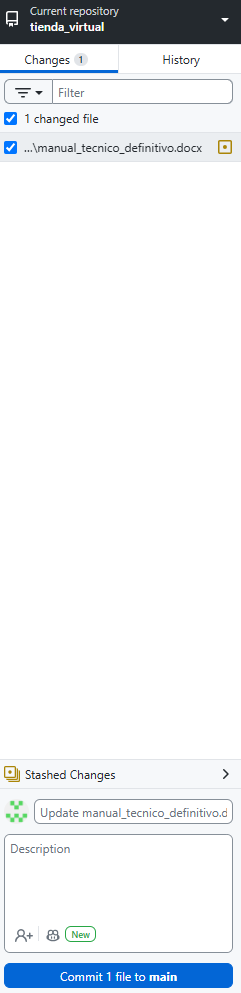 Current repository
tienda_virtual
Changes 1
History
Filter
1 changed file
...\manual_tecnico_definitivo.docx
Stashed Changes
Update manual_tecnico_definitivo.d
Description
New
Commit 1 file to main